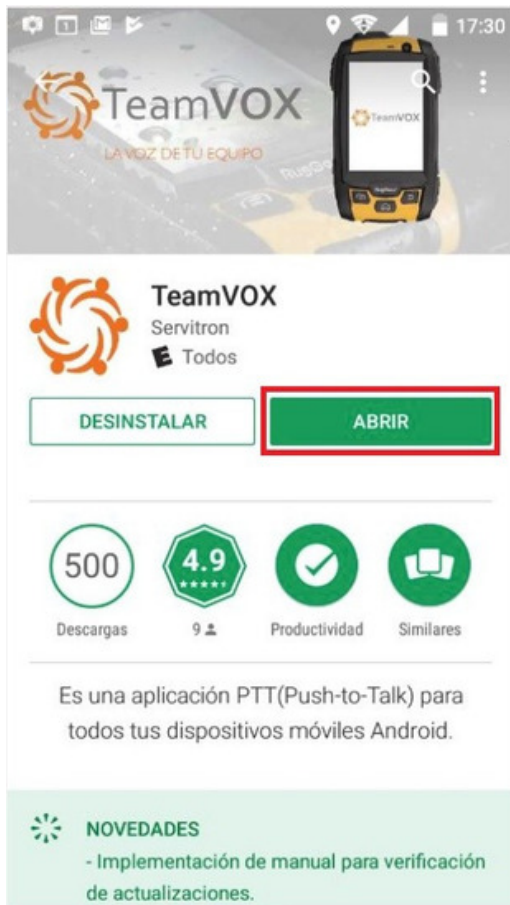 17:30
TeamVOX
LA VOZ DE TU EQUIPO
TeamVOX
TeamVOX
Servitron
E Todos
DESINSTALAR
ABRIR
500
4.9
Descargas
9
Productividad
Similares
Es una aplicación PTT(Push-to-Talk) para
todos tus dispositivos móviles Android.
NOVEDADES
- Implementación de manual para verificación
de actualizaciones.